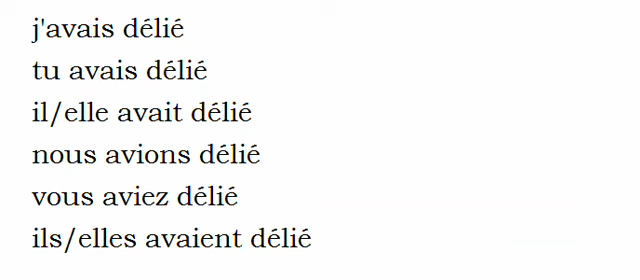 j'avais délié
tu avais délié
il/elle avait délié
nous avions délié
vous aviez délié
ils/elles avaient délié